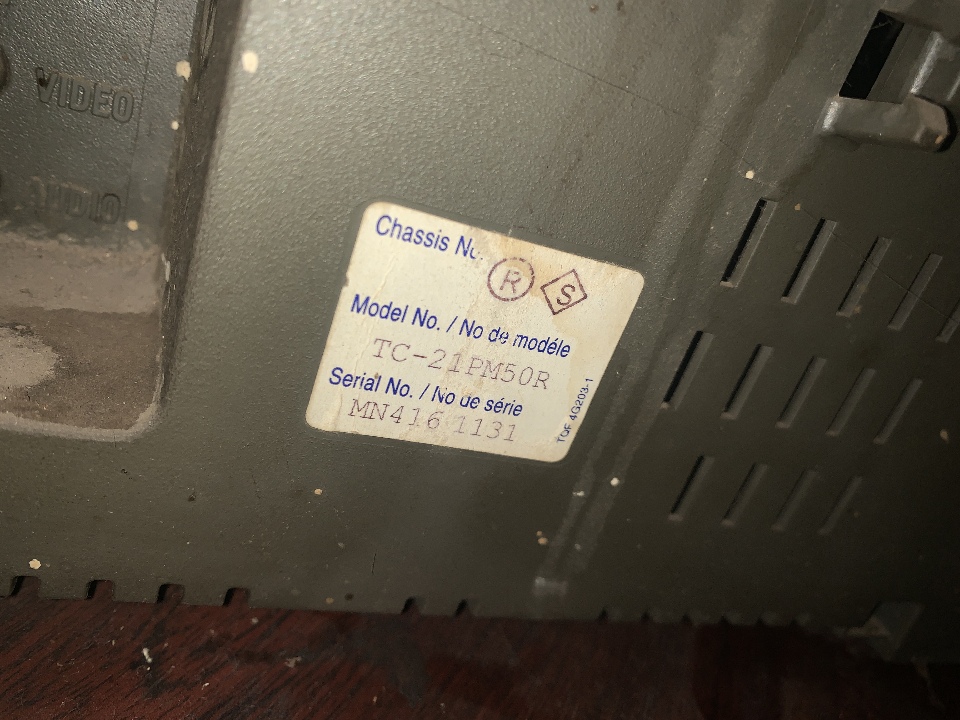 VIDEO
AUDIO
Chassis No.
R S
Model No. / No de modéle
TC-21PM50R
Serial No. / No de série
MN416 1131
TQF 4G203-1